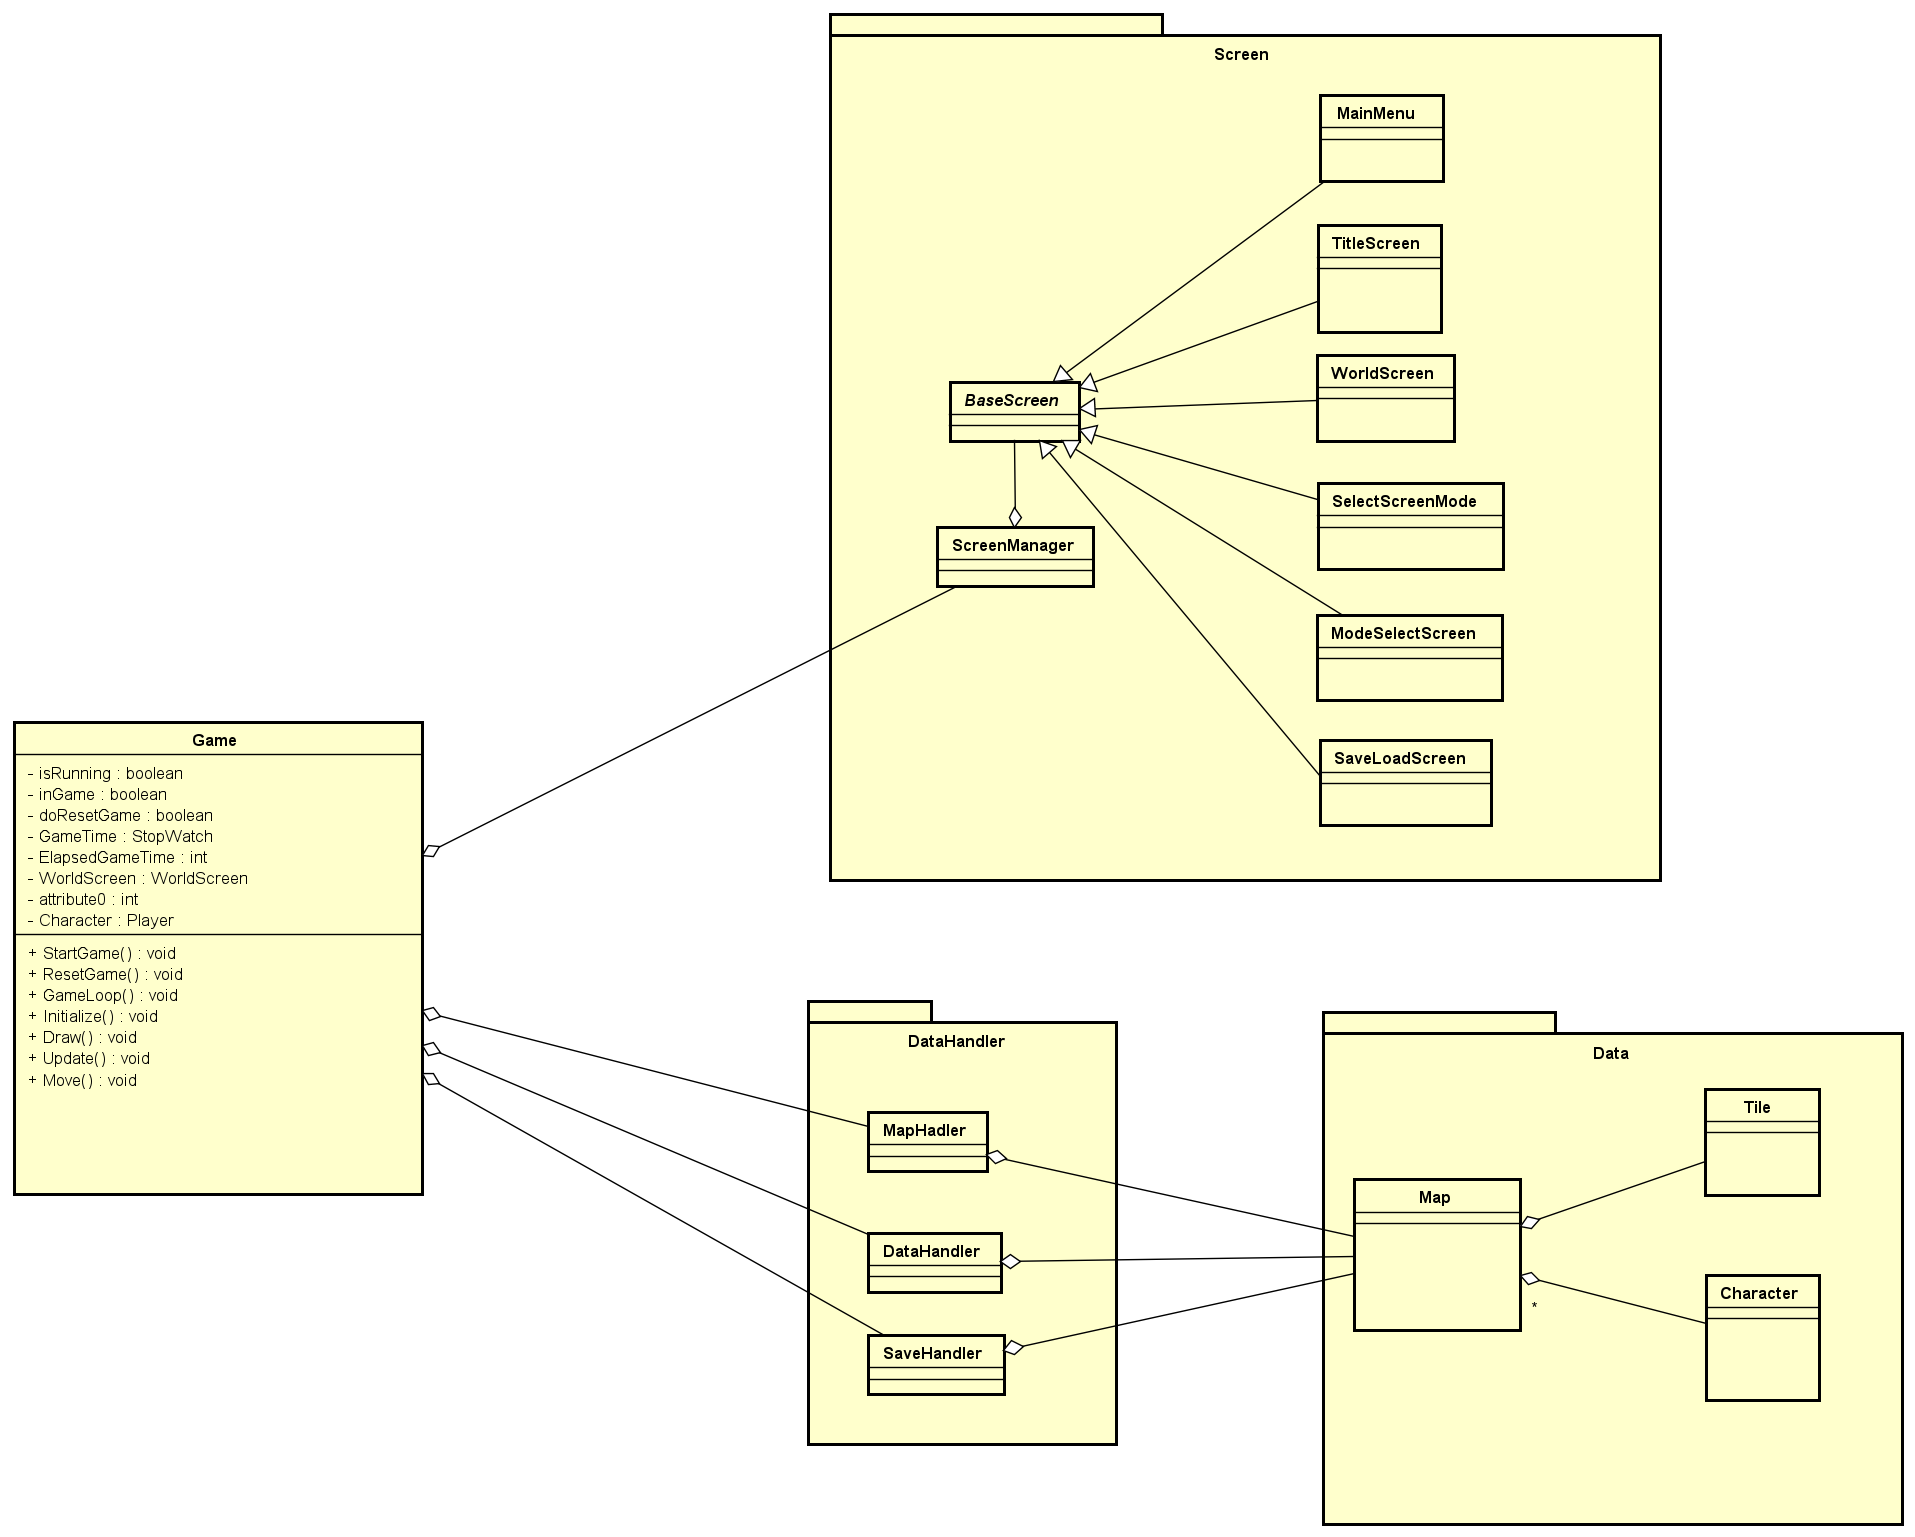 Screen
MainMenu
TitleScreen
WorldScreen
BaseScreen
SelectScreenMode
ScreenManager
ModeSelectScreen
SaveLoadScreen
Game
- isRunning : boolean
- inGame : boolean
- doResetGame : boolean
- GameTime : StopWatch
- ElapsedGameTime : int
- WorldScreen : WorldScreen
- attribute0 : int
- Character : Player
+ StartGame() : void
+ ResetGame() : void
+ GameLoop() : void
+ Initialize() : void
+ Draw() : void
+ Update() : void
+ Move() : void
DataHandler
MapHadler
DataHandler
SaveHandler
Data
Tile
Map
Character
*